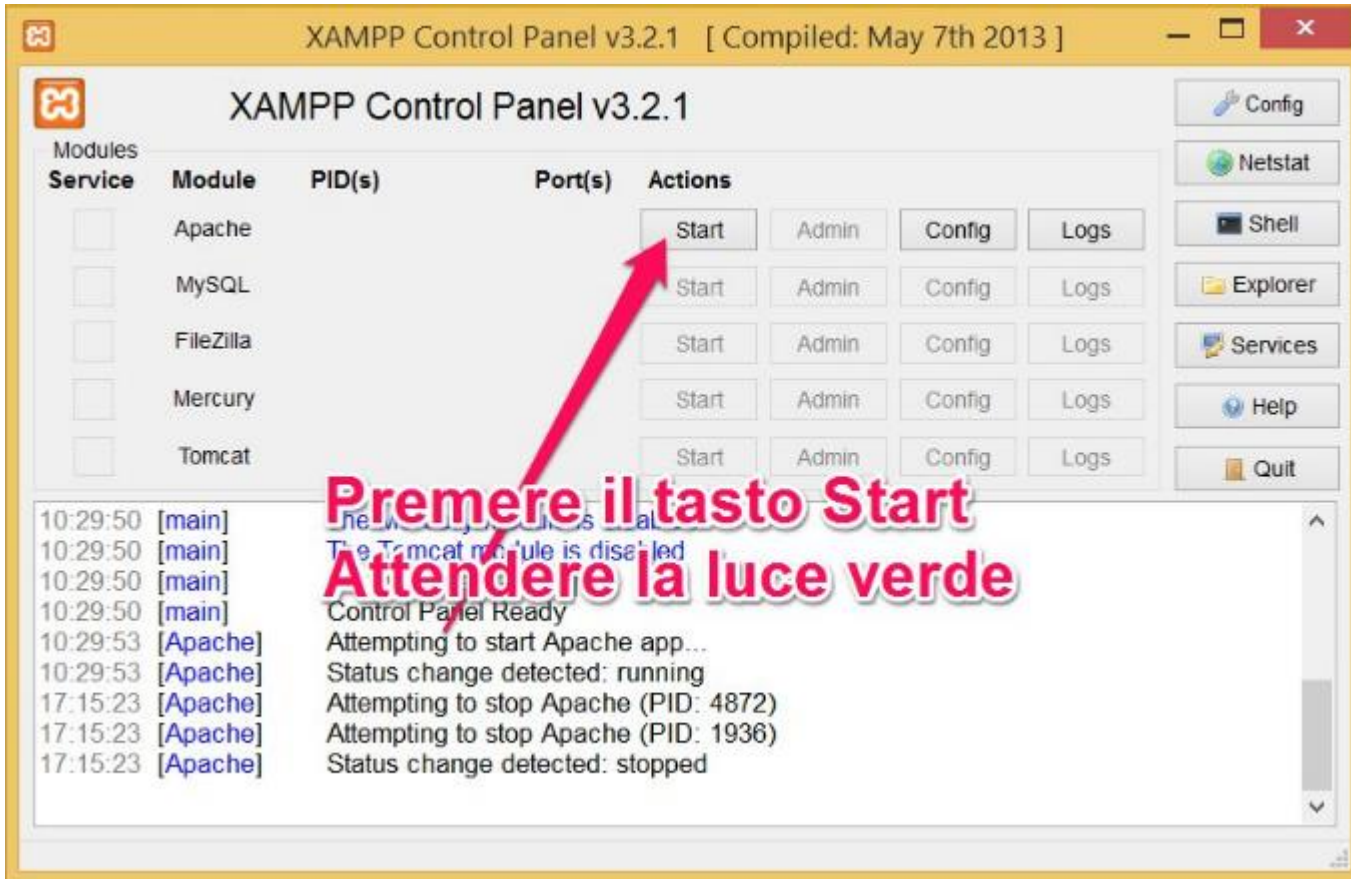 XAMPP Control Panel v3.2.1 [ Compiled: May 7th 2013 ]
XAMPP Control Panel v3.2.1
Config
Modules
Netstat
Service Module PID(s) Port(s) Actions
Apache Start Admin Config Logs
Shell
MySQL Start Admin Config Logs
Explorer
FileZilla Start Admin Config Logs
Services
Mercury Start Admin Config Logs
Help
Tomcat Start Admin Config Logs
Quit
Premere il tasto Start
Attendere la luce verde
10:29:50 [main] The
10:29:50 [main] The Tomcat module is disabled
10:29:50 [main]
10:29:50 [main] Control Panel Ready
10:29:53 [Apache] Attempting to start Apache app...
10:29:53 [Apache] Status change detected: running
17:15:23 [Apache] Attempting to stop Apache (PID: 4872)
17:15:23 [Apache] Attempting to stop Apache (PID: 1936)
17:15:23 [Apache] Status change detected: stopped